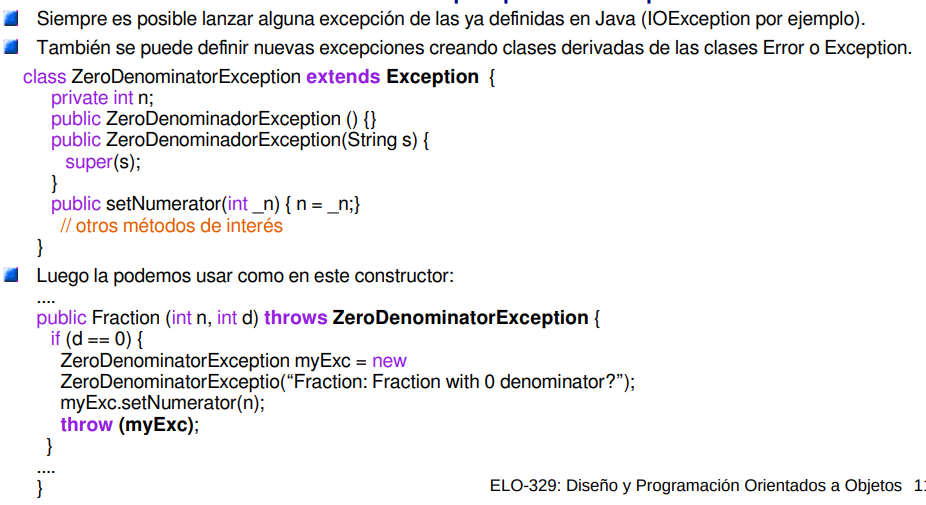 Siempre es posible lanzar alguna excepción de las ya definidas en Java (IOException por ejemplo).
También se puede definir nuevas excepciones creando clases derivadas de las clases Error o Exception.
class ZeroDenominatorException extends Exception {
private int n;
public ZeroDenominadorException () {}
public ZeroDenominadorException(String s) {
super(s);
}
public setNumerator(int _n) { n = _n;}
// otros métodos de interés
}
Luego la podemos usar como en este constructor:
....
public Fraction (int n, int d) throws ZeroDenominatorException {
if (d == 0) {
ZeroDenominatorException myExc = new
ZeroDenominatorExceptio(“Fraction: Fraction with 0 denominator?”);
myExc.setNumerator(n);
throw (myExc);
}
....
}
ELO-329: Diseño y Programación Orientados a Objetos